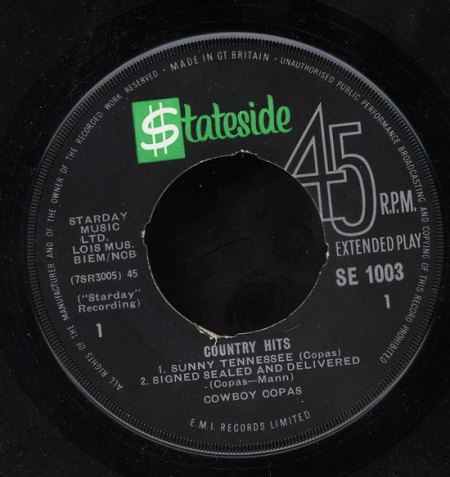 ALL RIGHTS OF THE MANUFACTURER AND OF THE OWNER OF THE RECORDED WORK RESERVED • MADE IN GT BRITAIN • UNAUTHORISED PUBLIC PERFORMANCE BROADCASTING AND COPYING OF THIS RECORD PROHIBITED
$tateside
45
R.P.M.
EXTENDED PLAY
STARDAY
MUSIC
LTD.
LOIS MUS.
BIEM/NCB
(7SR3005) 45
("Starday"
Recording)
1
SE 1003
1
COUNTRY HITS
1. SUNNY TENNESSEE (Copas)
2. SIGNED SEALED AND DELIVERED
(Copas—Mann)
COWBOY COPAS
E.M.I. RECORDS LIMITED